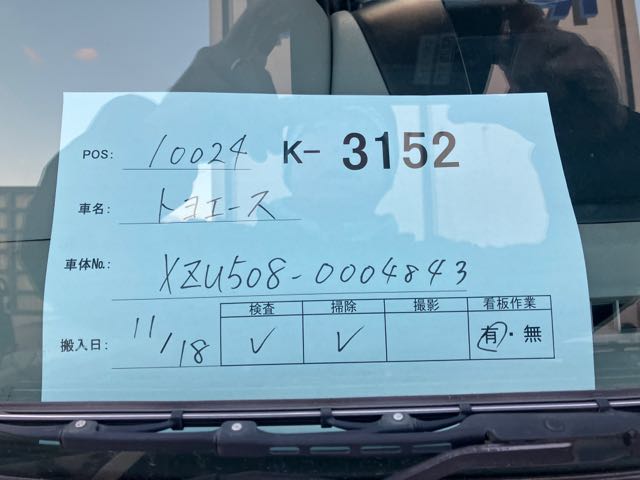 POS: 10024 K- 3152
車名: トヨエース
車体No.: XZU508-0004843
搬入日: 11/18
検査 掃除 撮影 看板作業
✓ ✓ 有・無